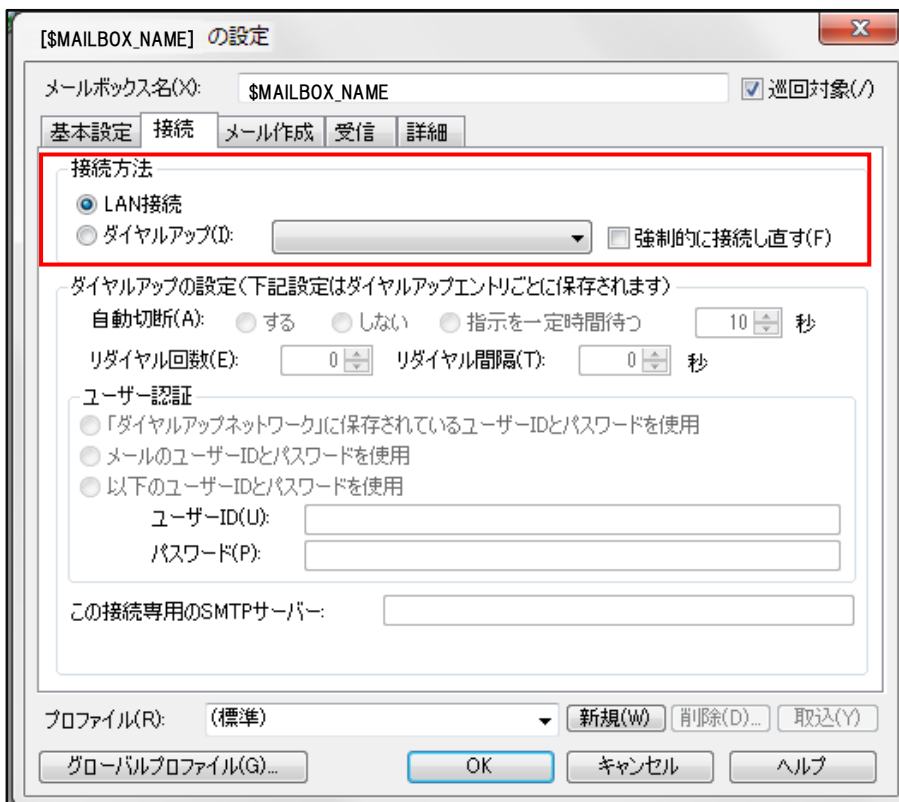 [$MAILBOX_NAME] の設定
メールボックス名(X): $MAILBOX_NAME 巡回対象(/)
基本設定 接続 メール作成 受信 詳細
接続方法
LAN接続
ダイヤルアップ(I): 強制的に接続し直す(F)
ダイヤルアップの設定(下記設定はダイヤルアップエントリごとに保存されます)
自動切断(A): する しない 指示を一定時間待つ 10 秒
リダイヤル回数(E): 0 リダイヤル間隔(T): 0 秒
ユーザー認証
「ダイヤルアップネットワーク」に保存されているユーザーIDとパスワードを使用
メールのユーザーIDとパスワードを使用
以下のユーザーIDとパスワードを使用
ユーザーID(U):
パスワード(P):
この接続専用のSMTPサーバー:
プロファイル(R): (標準) 新規(W) 削除(D)... 取込(Y)
グローバルプロファイル(G)... OK キャンセル ヘルプ